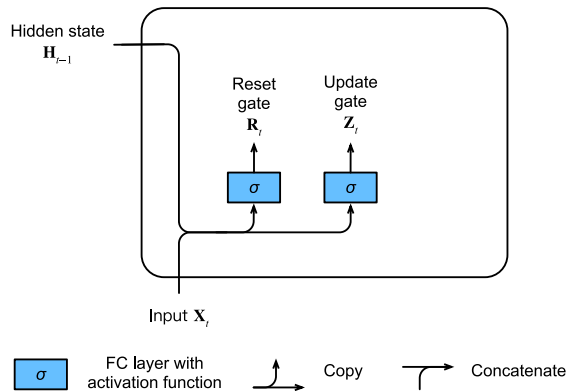 Hidden state
H_{t−1}
Reset
gate
R_t
Update
gate
Z_t
σ
σ
Input X_t
σ
FC layer with
activation function
Copy
Concatenate